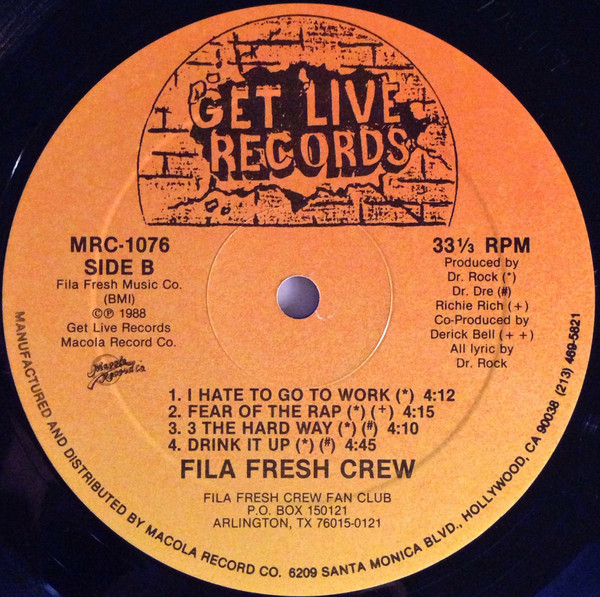 GET LIVE
RECORDS
MRC-1076
SIDE B
Fila Fresh Music Co.
(BMI)
©℗ 1988
Get Live Records
Macola Record Co.
Macola
Record Co.
33 1/3 RPM
Produced by
Dr. Rock (*)
Dr. Dre (#)
Richie Rich (+)
Co-Produced by
Derick Bell (++)
All lyric by
Dr. Rock
1. I HATE TO GO TO WORK (*) 4:12
2. FEAR OF THE RAP (*) (+) 4:15
3. 3 THE HARD WAY (*) (#) 4:10
4. DRINK IT UP (*) (#) 4:45
FILA FRESH CREW
FILA FRESH CREW FAN CLUB
P.O. BOX 150121
ARLINGTON, TX 76015-0121
MANUFACTURED AND DISTRIBUTED BY MACOLA RECORD CO. 6209 SANTA MONICA BLVD., HOLLYWOOD, CA 90038 (213) 469-5821